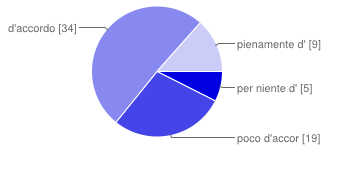 d'accordo [34]
pienamente d' [9]
per niente d' [5]
poco d'accor [19]